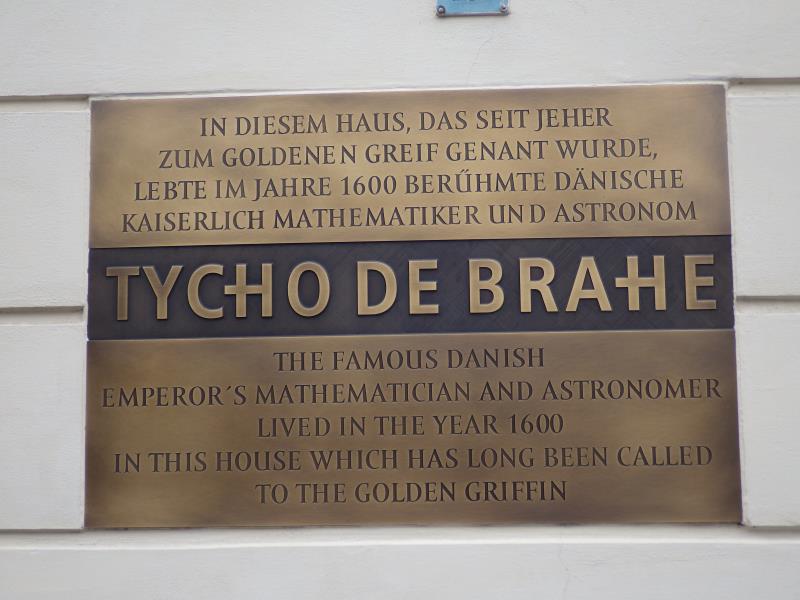 IN DIESEM HAUS, DAS SEIT JEHER
ZUM GOLDENEN GREIF GENANT WURDE,
LEBTE IM JAHRE 1600 BERŰHMTE DÄNISCHE
KAISERLICH MATHEMATIKER UND ASTRONOM
TYCHO DE BRAHE
THE FAMOUS DANISH
EMPEROR´S MATHEMATICIAN AND ASTRONOMER
LIVED IN THE YEAR 1600
IN THIS HOUSE WHICH HAS LONG BEEN CALLED
TO THE GOLDEN GRIFFIN